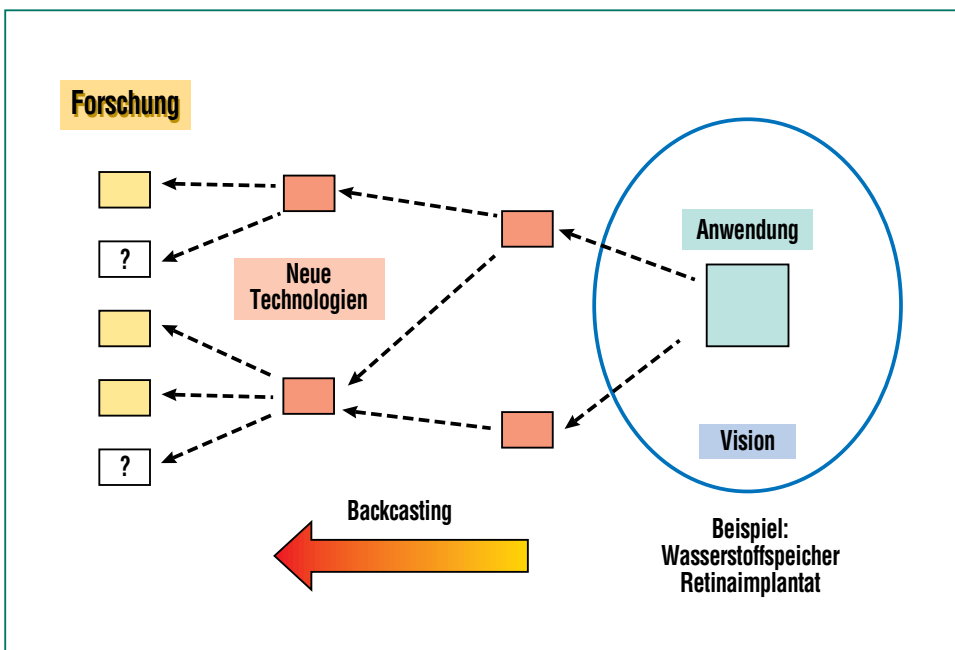 Forschung
?
Neue
Technologien
?
Anwendung
Vision
Backcasting
Beispiel:
Wasserstoffspeicher
Retinaimplantat